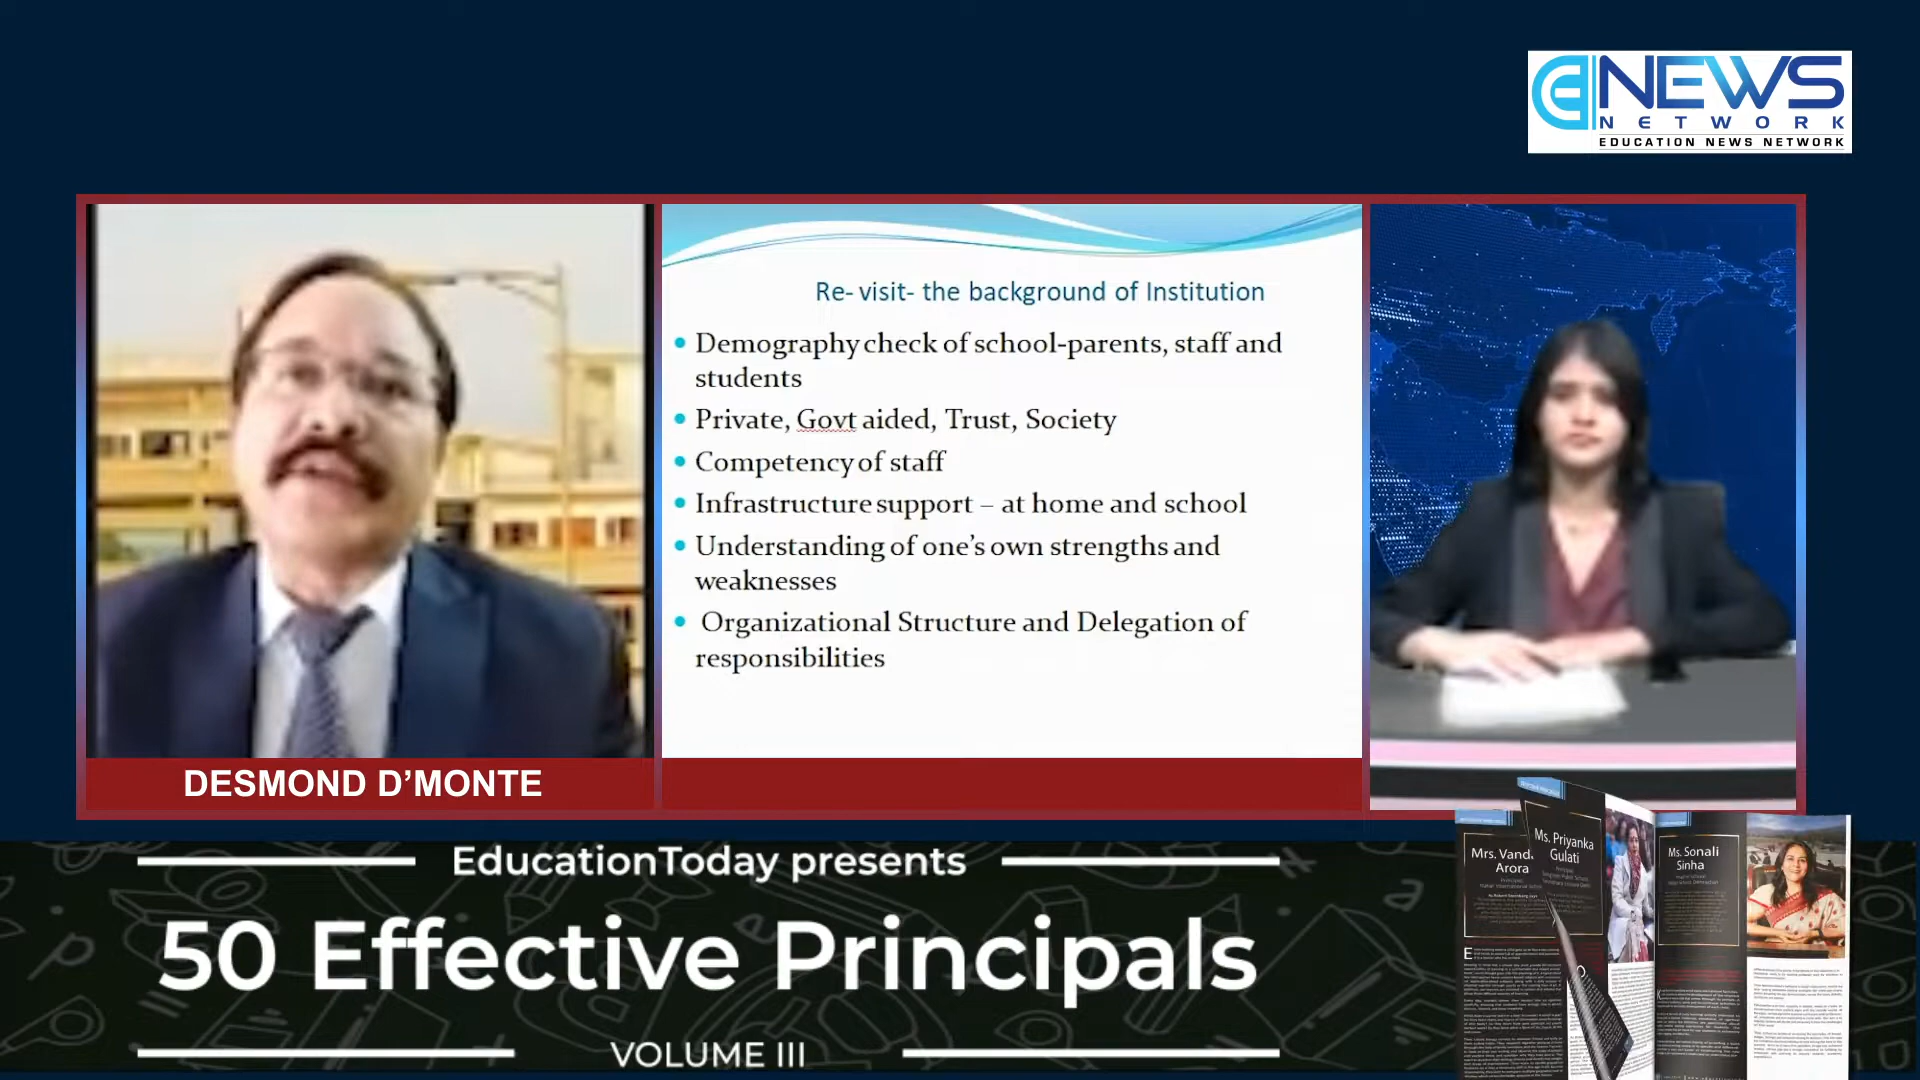 NEWS
NETWORK
EDUCATION NEWS NETWORK
Re- visit- the background of Institution
Demography check of school-parents, staff and
students
Private, Govt aided, Trust, Society
Competency of staff
Infrastructure support – at home and school
Understanding of one's own strengths and
weaknesses
Organizational Structure and Delegation of
responsibilities
DESMOND D'MONTE
EducationToday presents
50 Effective Principals
VOLUME III
Mrs. Vand
Arora
Ms. Priyanka
Gulati
Ms. Sonali
Sinha